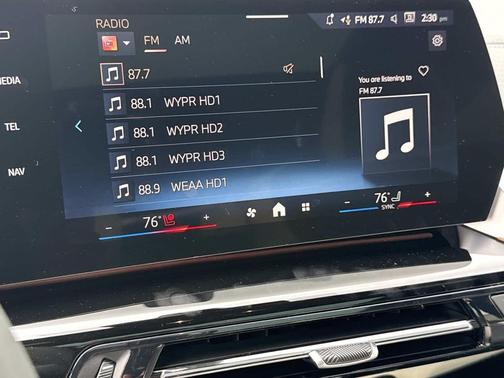 RADIO
FM 87.7 2:30 pm
FM AM
87.7
You are listening to
FM 87.7
88.1 WYPR HD1
88.1 WYPR HD2
88.1 WYPR HD3
88.9 WEAA HD1
MEDIA
TEL
NAV
- 76° +
- 76° +
SYNC